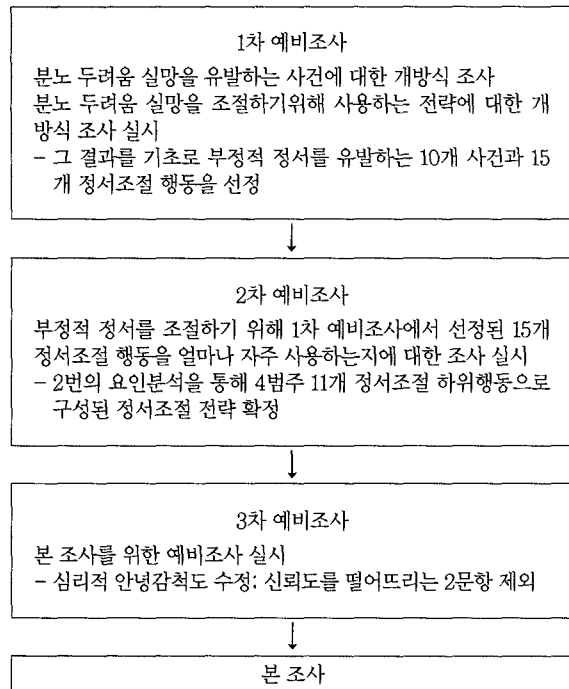 1차 예비조사
분노 두려움 실망을 유발하는 사건에 대한 개방식 조사
분노 두려움 실망을 조절하기위해 사용하는 전략에 대한 개
방식 조사 실시
- 그 결과를 기초로 부정적 정서를 유발하는 10개 사건과 15
개 정서조절 행동을 선정
2차 예비조사
부정적 정서를 조절하기 위해 1차 예비조사에서 선정된 15개
정서조절 행동을 얼마나 자주 사용하는지에 대한 조사 실시
- 2번의 요인분석을 통해 4범주 11개 정서조절 하위행동으로
구성된 정서조절 전략 확정
3차 예비조사
본 조사를 위한 예비조사 실시
- 심리적 안녕감척도 수정: 신뢰도를 떨어뜨리는 2문항 제외
본 조사